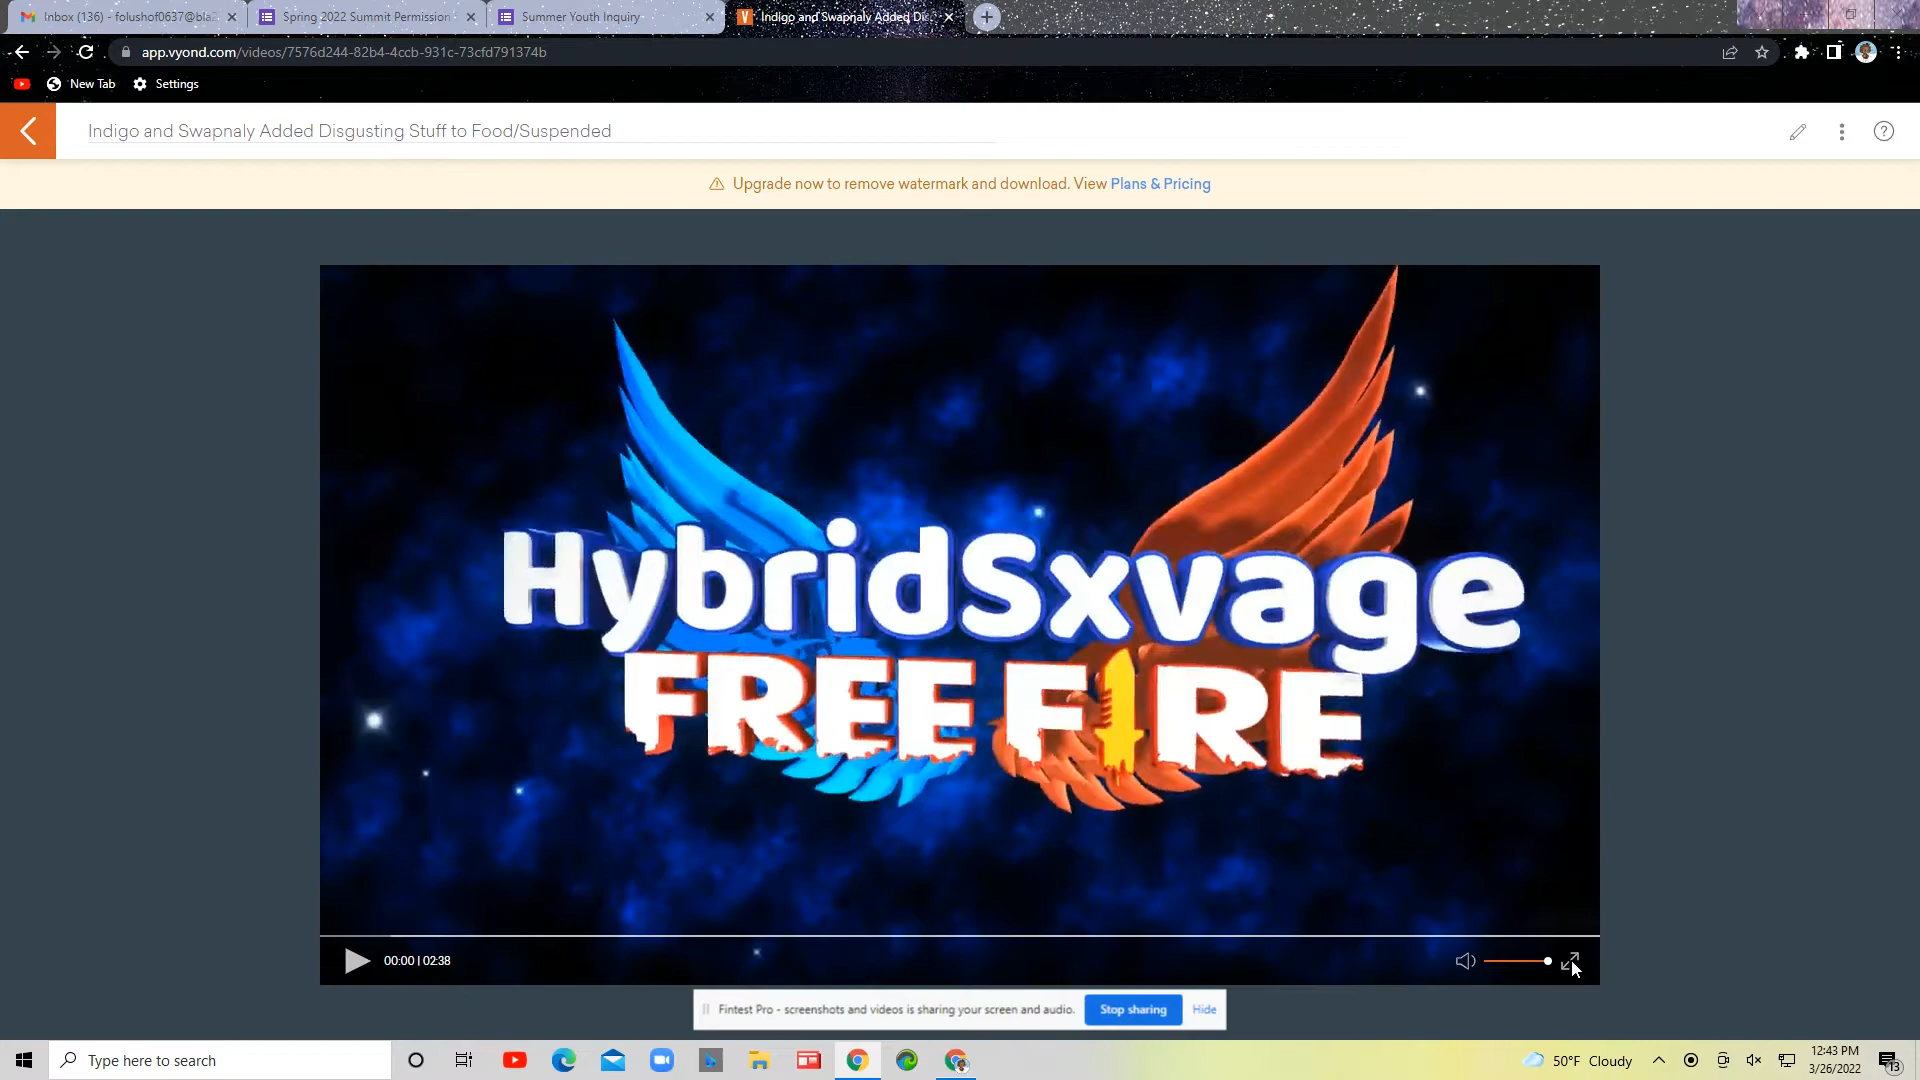 Inbox (136) - folushof0637@bla
Spring 2022 Summit Permission
Summer Youth Inquiry
Indigo and Swapnaly Added Dis
app.vyond.com/videos/7576d244-82b4-4ccb-931c-73cfd791374b
New Tab
Settings
Indigo and Swapnaly Added Disgusting Stuff to Food/Suspended
Upgrade now to remove watermark and download. View Plans & Pricing
HybridSxvage
FREE FIRE
00:00 | 02:38
Fintest Pro - screenshots and videos is sharing your screen and audio.
Stop sharing
Hide
Type here to search
50°F Cloudy
12:43 PM
3/26/2022
13